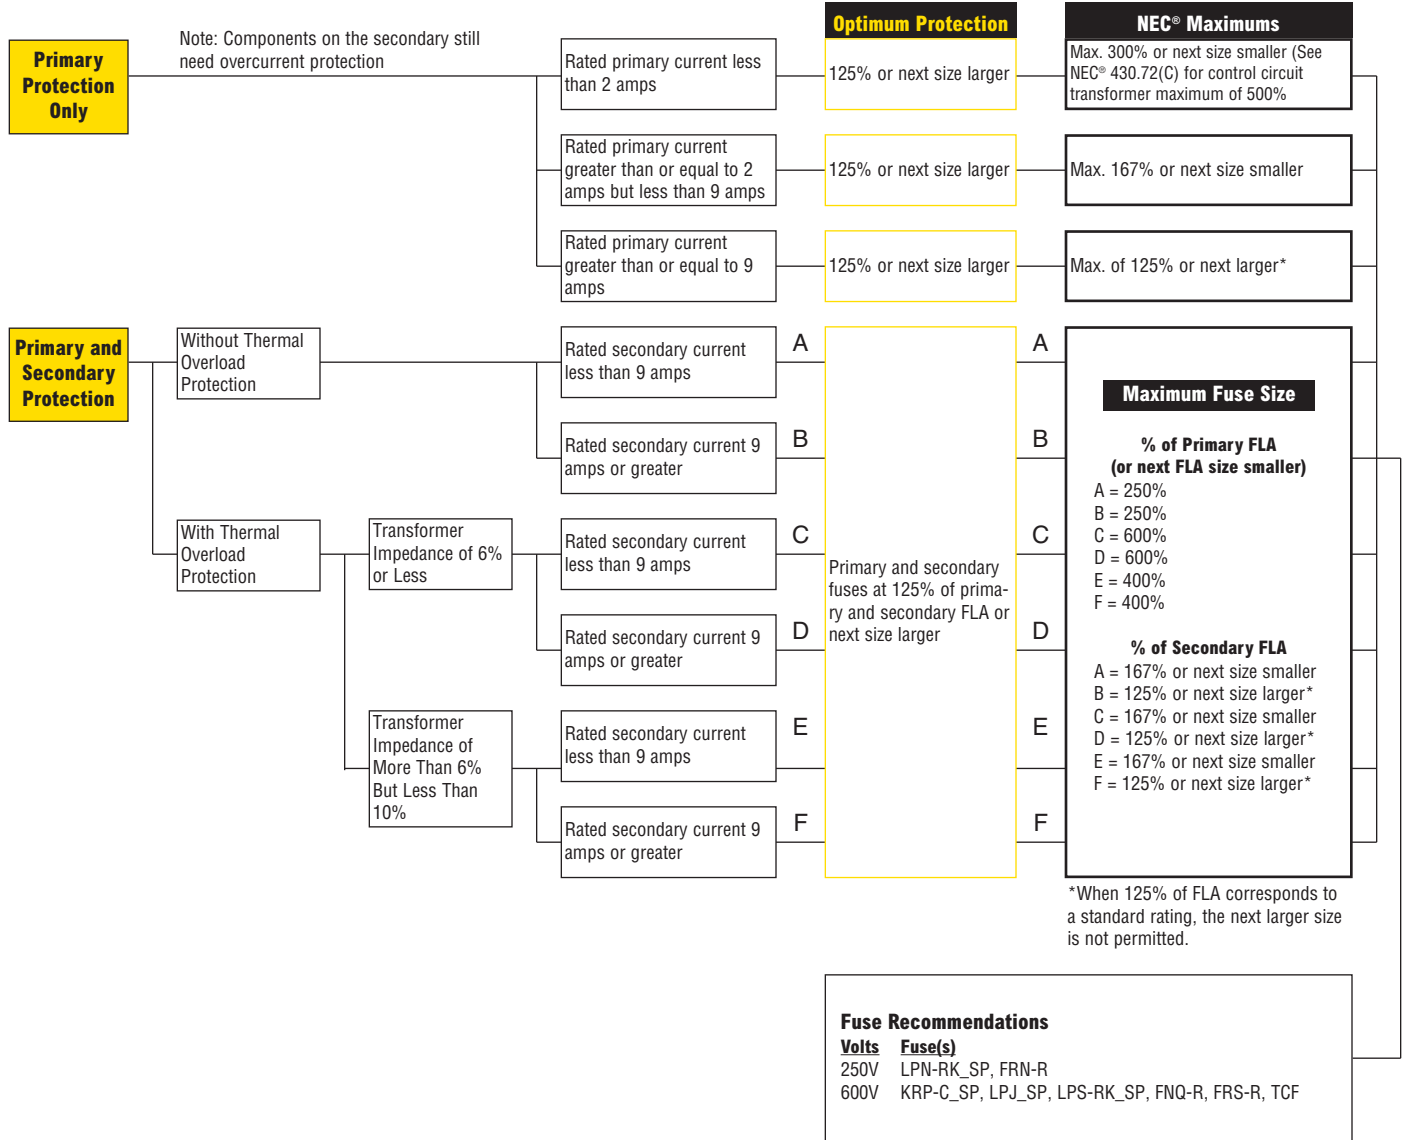 Optimum Protection
NEC® Maximums
Primary
Protection
Only
Note: Components on the secondary still
need overcurrent protection
Rated primary current less
than 2 amps
125% or next size larger
Max. 300% or next size smaller (See
NEC® 430.72(C) for control circuit
transformer maximum of 500%
Rated primary current
greater than or equal to 2
amps but less than 9 amps
125% or next size larger
Max. 167% or next size smaller
Rated primary current
greater than or equal to 9
amps
125% or next size larger
Max. of 125% or next larger*
Primary and
Secondary
Protection
Without Thermal
Overload
Protection
Rated secondary current
less than 9 amps
A
A
Rated secondary current 9
amps or greater
B
B
With Thermal
Overload
Protection
Transformer
Impedance of 6%
or Less
Rated secondary current
less than 9 amps
C
C
Rated secondary current 9
amps or greater
D
D
Transformer
Impedance of
More Than 6%
But Less Than
10%
Rated secondary current
less than 9 amps
E
E
Rated secondary current 9
amps or greater
F
F
Primary and secondary
fuses at 125% of prima-
ry and secondary FLA or
next size larger
Maximum Fuse Size
% of Primary FLA
(or next FLA size smaller)
A = 250%
B = 250%
C = 600%
D = 600%
E = 400%
F = 400%
% of Secondary FLA
A = 167% or next size smaller
B = 125% or next size larger*
C = 167% or next size smaller
D = 125% or next size larger*
E = 167% or next size smaller
F = 125% or next size larger*
*When 125% of FLA corresponds to
a standard rating, the next larger size
is not permitted.
Fuse Recommendations
Volts Fuse(s)
250V LPN-RK_SP, FRN-R
600V KRP-C_SP, LPJ_SP, LPS-RK_SP, FNQ-R, FRS-R, TCF